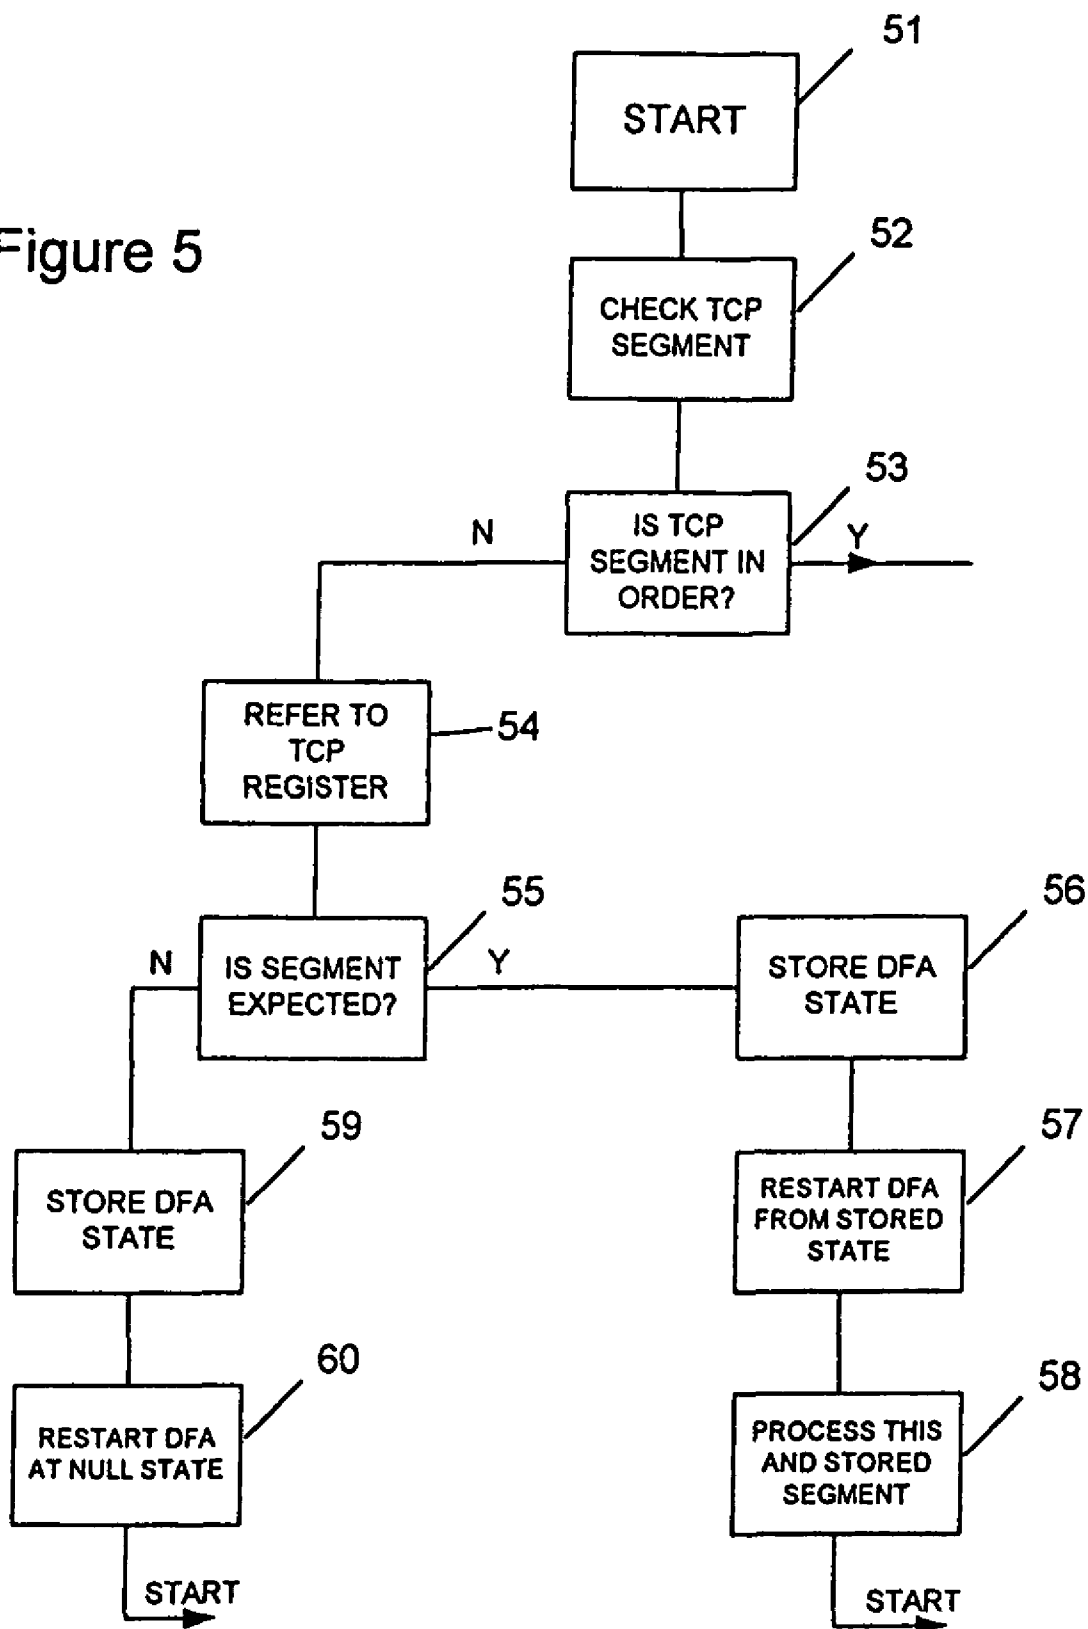 51
START
Figure 5
52
CHECK TCP
SEGMENT
53
N
IS TCP
SEGMENT IN
ORDER?
Y
REFER TO
TCP
REGISTER
54
55
56
N
IS SEGMENT
EXPECTED?
Y
STORE DFA
STATE
59
57
STORE DFA
STATE
RESTART DFA
FROM STORED
STATE
60
58
RESTART DFA
AT NULL STATE
PROCESS THIS
AND STORED
SEGMENT
START
START